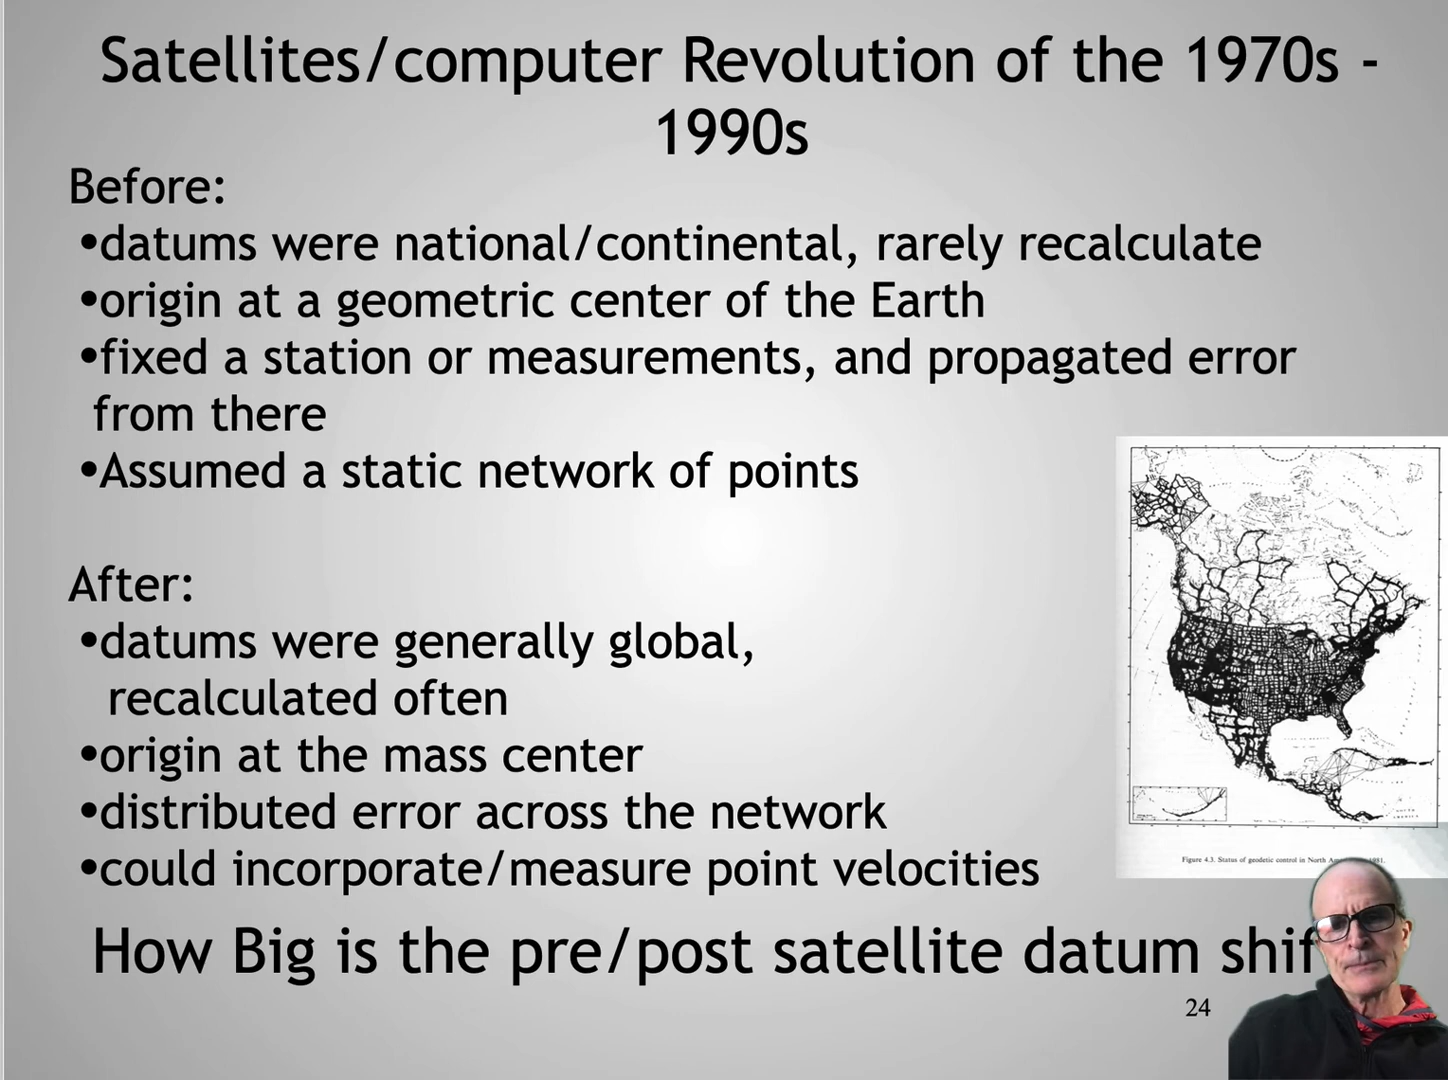 Satellites/computer Revolution of the 1970s -
1990s
Before:
•datums were national/continental, rarely recalculate
•origin at a geometric center of the Earth
•fixed a station or measurements, and propagated error
from there
•Assumed a static network of points
After:
•datums were generally global,
recalculated often
•origin at the mass center
•distributed error across the network
•could incorporate/measure point velocities
Figure 4.3. Status of geodetic control in North 1981.
How Big is the pre/post satellite datum shif
24